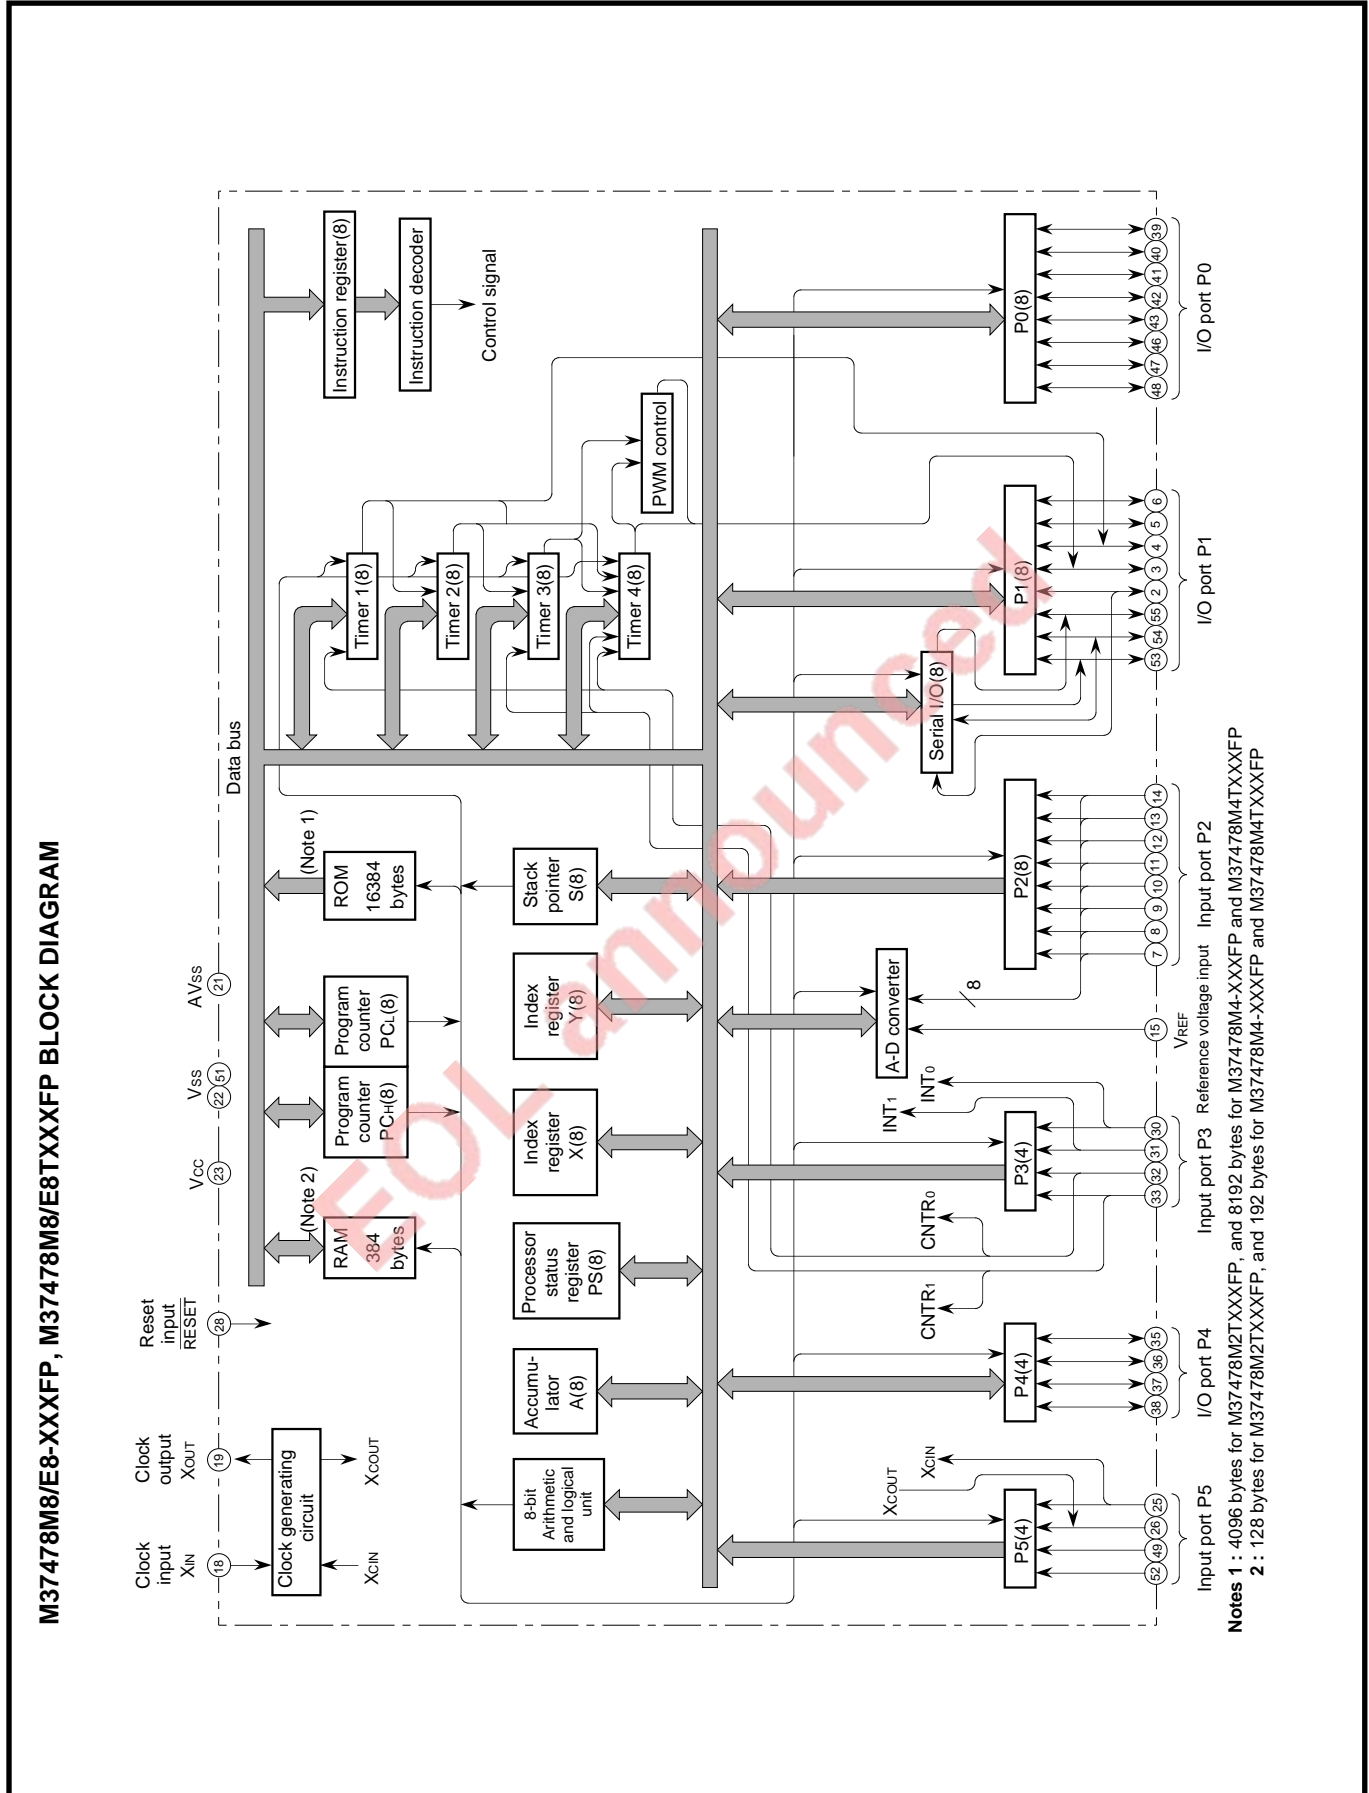 M37478M8/E8-XXXFP, M37478M8/E8TXXXFP BLOCK DIAGRAM
Clock
input
XIN
Clock
output
XOUT
Reset
input
RESET
VCC
VSS
AVSS
18
19
28
23
22
51
21
Data bus
Clock generating
circuit
XCIN
XCOUT
RAM
384
bytes
(Note 2)
Program
counter
PCH(8)
Program
counter
PCL(8)
ROM
16384
bytes
(Note 1)
Timer 1(8)
Timer 2(8)
Timer 3(8)
Timer 4(8)
Instruction register(8)
Instruction decoder
Control signal
PWM control
8-bit
Arithmetic
and logical
unit
Accumu-
lator
A(8)
Processor
status
register
PS(8)
Index
register
X(8)
Index
register
Y(8)
Stack
pointer
S(8)
XCOUT
XCIN
CNTR1
CNTR0
INT1
INT0
A-D converter
8
Serial I/O(8)
P5(4)
P4(4)
P3(4)
P2(8)
P1(8)
P0(8)
52
49
26
25
38
37
36
35
33
32
31
30
15
7
8
9
10
11
12
13
14
53
54
55
2
3
4
5
6
48
47
46
43
42
41
40
39
VREF
Input port P5
I/O port P4
Input port P3
Reference voltage input
Input port P2
I/O port P1
I/O port P0
Notes 1 : 4096 bytes for M37478M2TXXXFP, and 8192 bytes for M37478M4-XXXFP and M37478M4TXXXFP
2 : 128 bytes for M37478M2TXXXFP, and 192 bytes for M37478M4-XXXFP and M37478M4TXXXFP
EOL announced